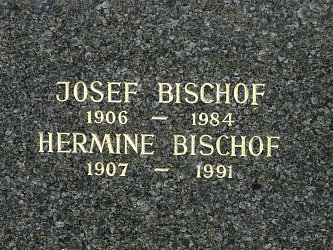 JOSEF BISCHOF
1906 – 1984
HERMINE BISCHOF
1907 – 1991